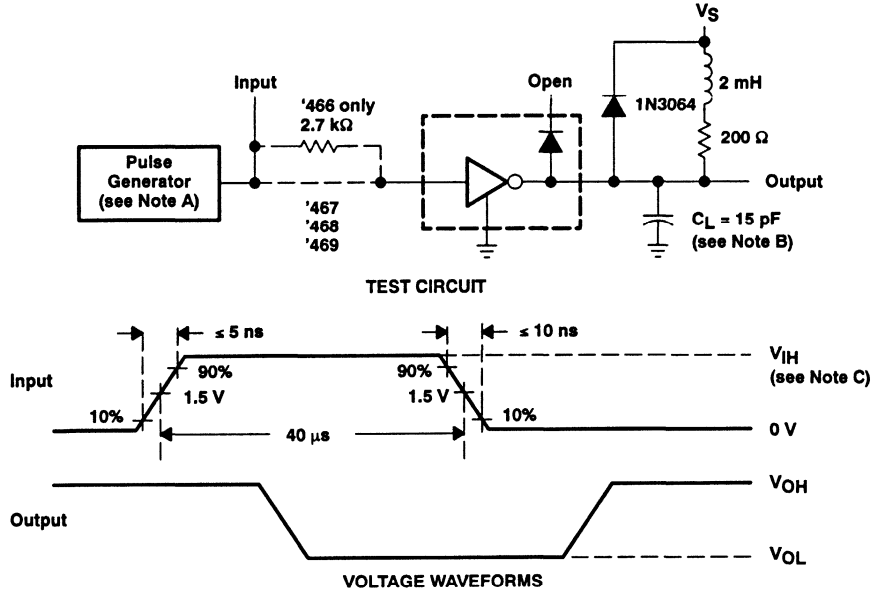 VS
2 mH
Input
Open
'466 only
2.7 kΩ
1N3064
200 Ω
Pulse
Generator
(see Note A)
Output
'467
'468
'469
CL = 15 pF
(see Note B)
TEST CIRCUIT
≤ 5 ns
≤ 10 ns
VIH
(see Note C)
Input
90%
90%
1.5 V
1.5 V
10%
10%
40 μs
0 V
VOH
Output
VOL
VOLTAGE WAVEFORMS